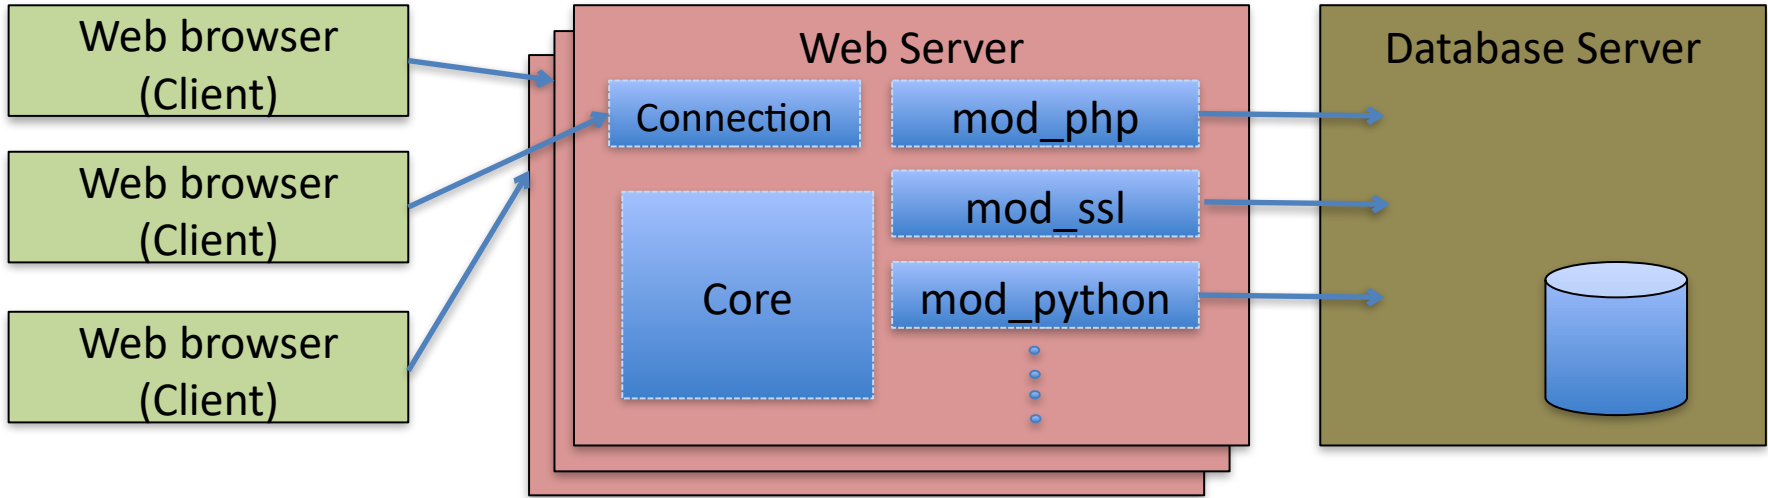 Web browser
(Client)
Web browser
(Client)
Web browser
(Client)
Web Server
Connection
mod_php
mod_ssl
Core
mod_python
Database Server